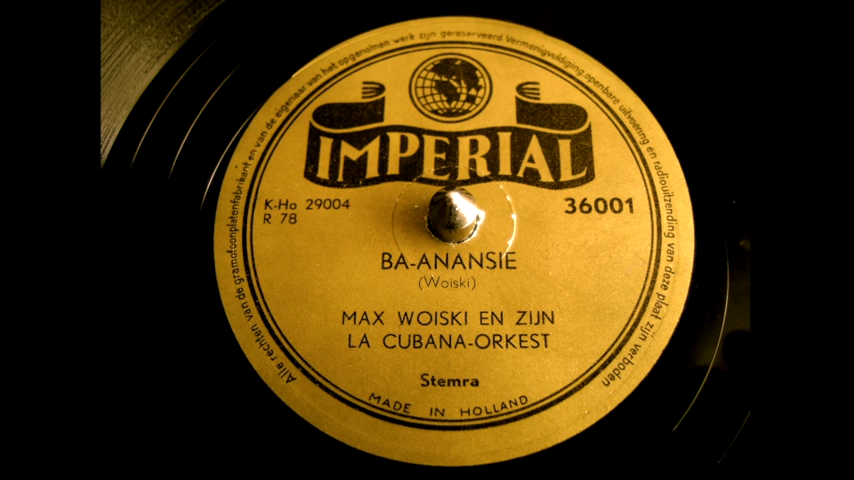 Alle rechten van de gramofoonplatenfabrikant en van de eigenaar van het opgenomen werk zijn gereserveerd. Vermenigvuldiging, openbare uitvoering en radiouitzending van deze plaat zijn verboden
IMPERIAL
K-Ho 29004
R 78
36001
BA-ANANSIE
(Woiski)
MAX WOISKI EN ZIJN
LA CUBANA-ORKEST
Stemra
MADE IN HOLLAND